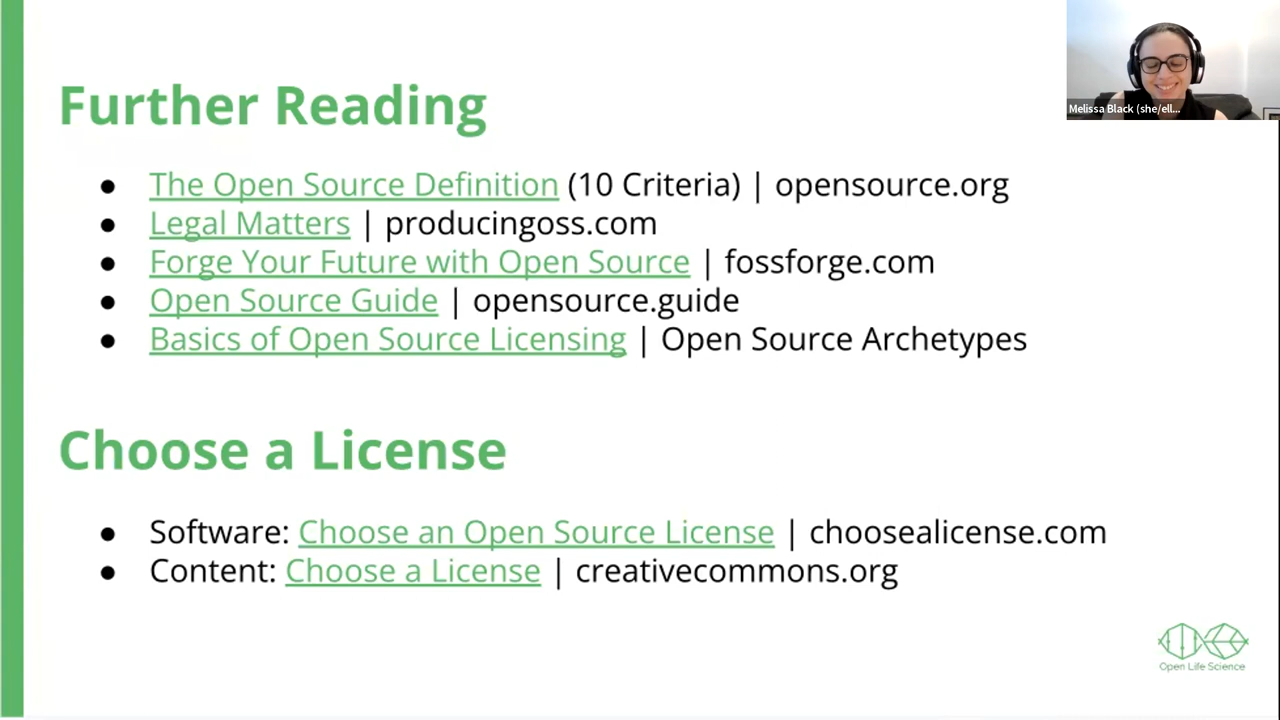 Further Reading
● The Open Source Definition (10 Criteria) | opensource.org
● Legal Matters | producingoss.com
● Forge Your Future with Open Source | fossforge.com
● Open Source Guide | opensource.guide
● Basics of Open Source Licensing | Open Source Archetypes
Choose a License
● Software: Choose an Open Source License | choosealicense.com
● Content: Choose a License | creativecommons.org
Melissa Black (she/ell...
Open Life Science